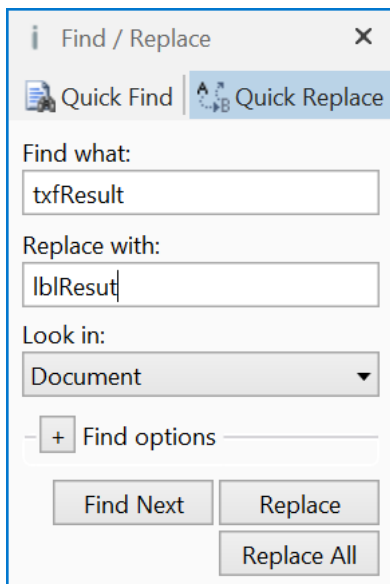 Find / Replace
Quick Find Quick Replace
Find what:
txfResult
Replace with:
lblResut
Look in:
Document
+ Find options
Find Next Replace
Replace All